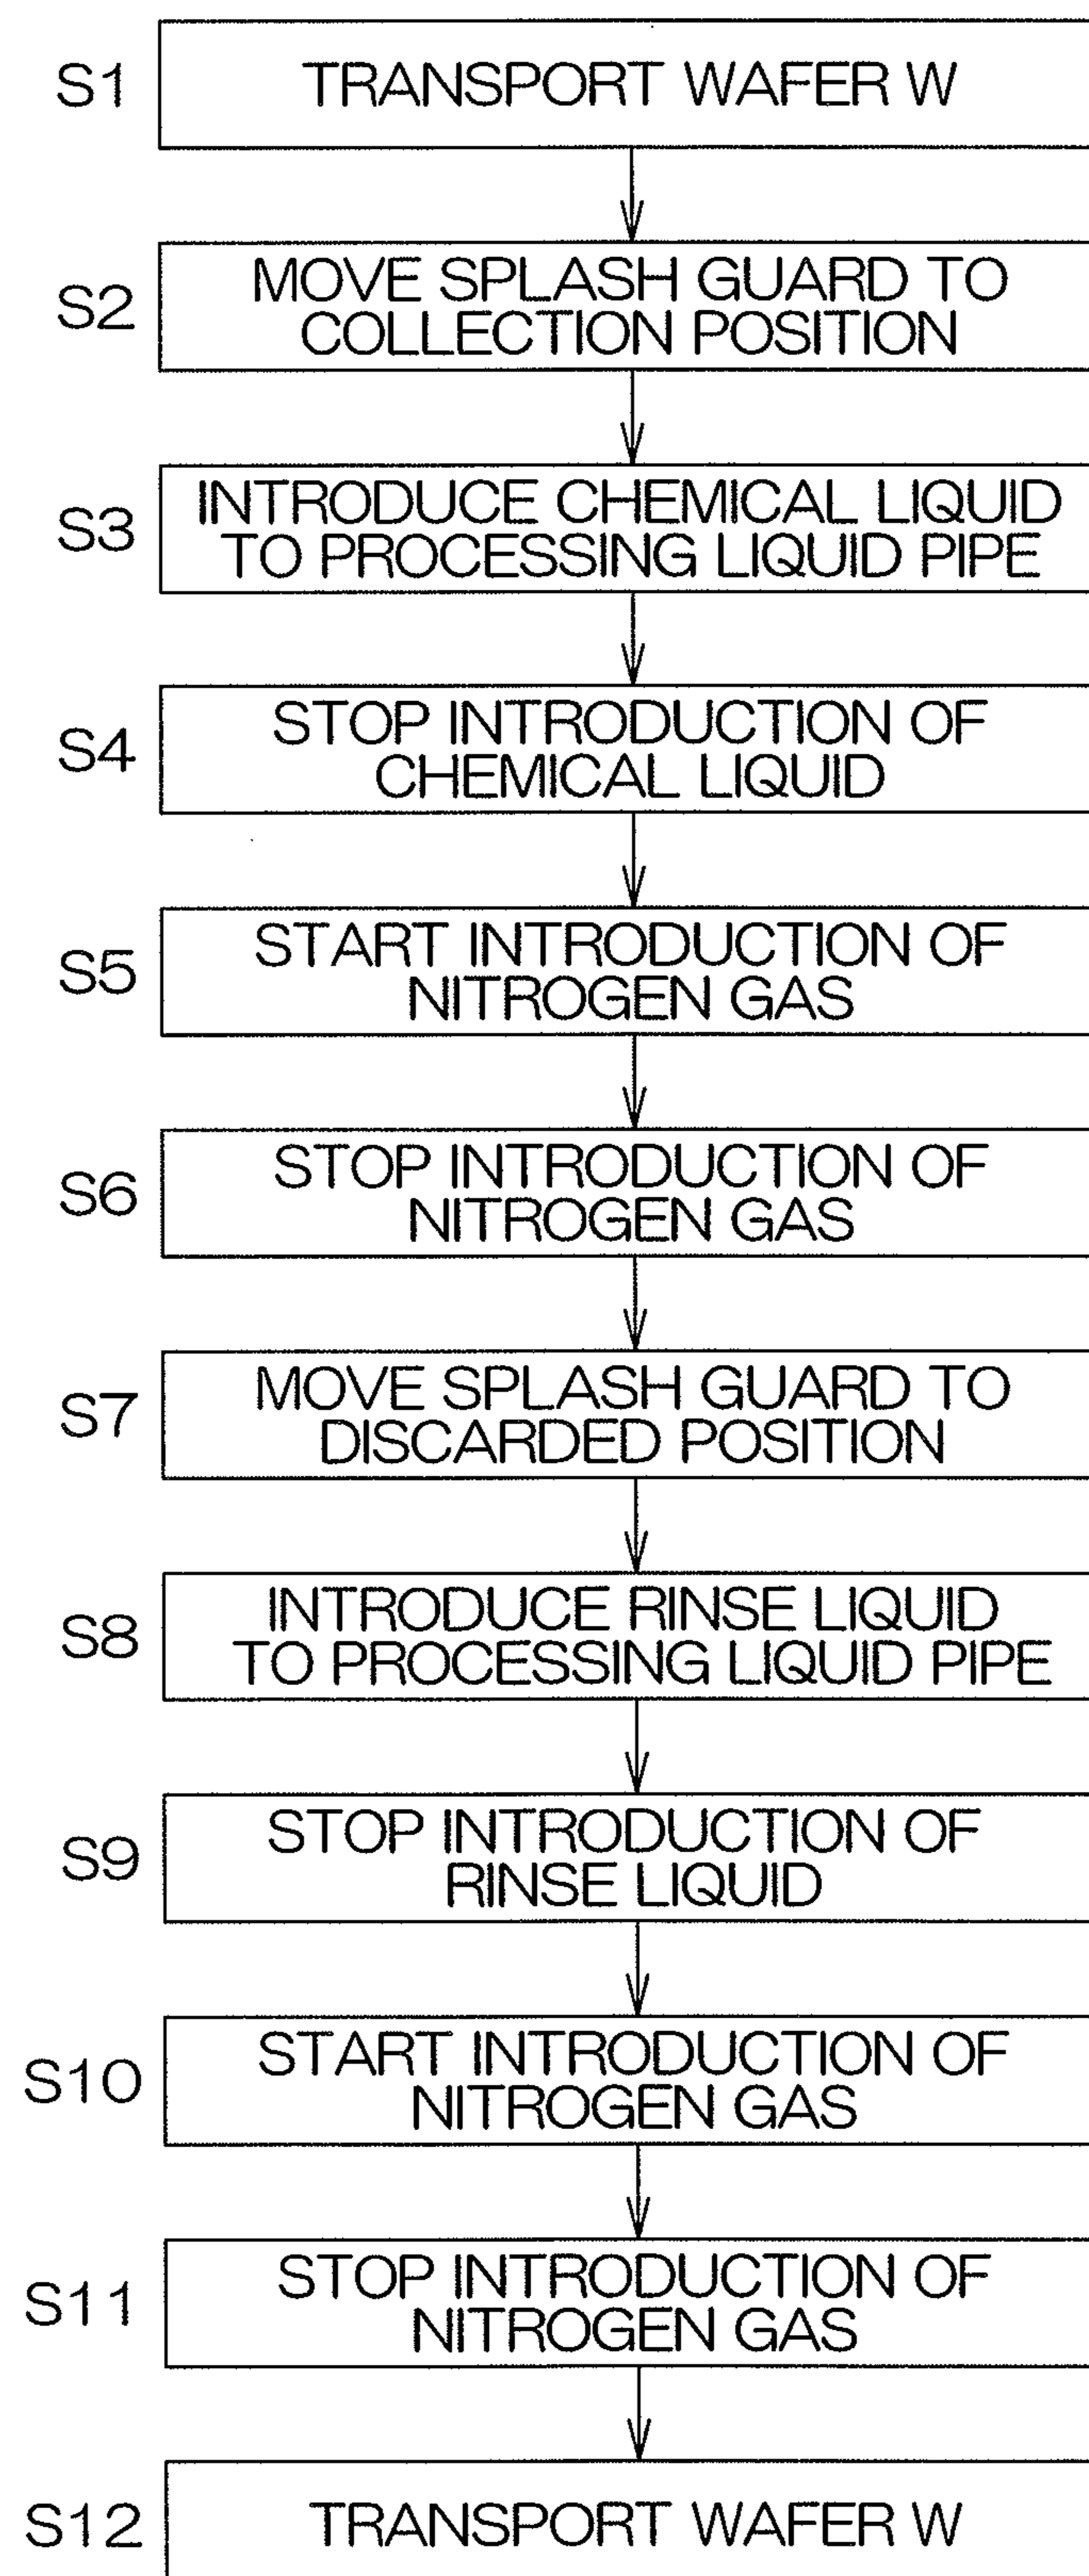 S1 TRANSPORT WAFER W
S2 MOVE SPLASH GUARD TO
COLLECTION POSITION
S3 INTRODUCE CHEMICAL LIQUID
TO PROCESSING LIQUID PIPE
S4 STOP INTRODUCTION OF
CHEMICAL LIQUID
S5 START INTRODUCTION OF
NITROGEN GAS
S6 STOP INTRODUCTION OF
NITROGEN GAS
S7 MOVE SPLASH GUARD TO
DISCARDED POSITION
S8 INTRODUCE RINSE LIQUID
TO PROCESSING LIQUID PIPE
S9 STOP INTRODUCTION OF
RINSE LIQUID
S10 START INTRODUCTION OF
NITROGEN GAS
S11 STOP INTRODUCTION OF
NITROGEN GAS
S12 TRANSPORT WAFER W